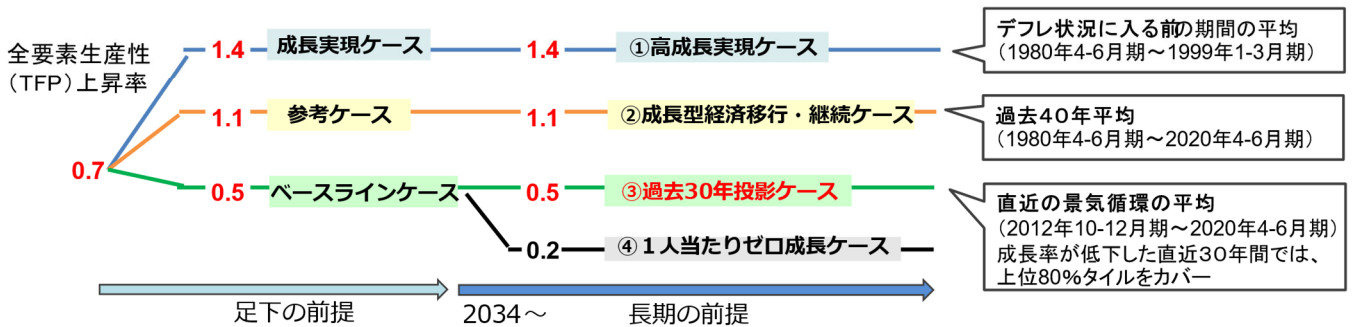 全要素生産性
（TFP）上昇率
0.7
1.4
成長実現ケース
1.4
①高成長実現ケース
デフレ状況に入る前の期間の平均
（1980年4-6月期～1999年1-3月期）
1.1
参考ケース
1.1
②成長型経済移行・継続ケース
過去４０年平均
（1980年4-6月期～2020年4-6月期）
0.5
ベースラインケース
0.5
③過去30年投影ケース
直近の景気循環の平均
（2012年10-12月期～2020年4-6月期）
成長率が低下した直近３０年間では、
上位80%タイルをカバー
0.2
④１人当たりゼロ成長ケース
足下の前提
2034～
長期の前提